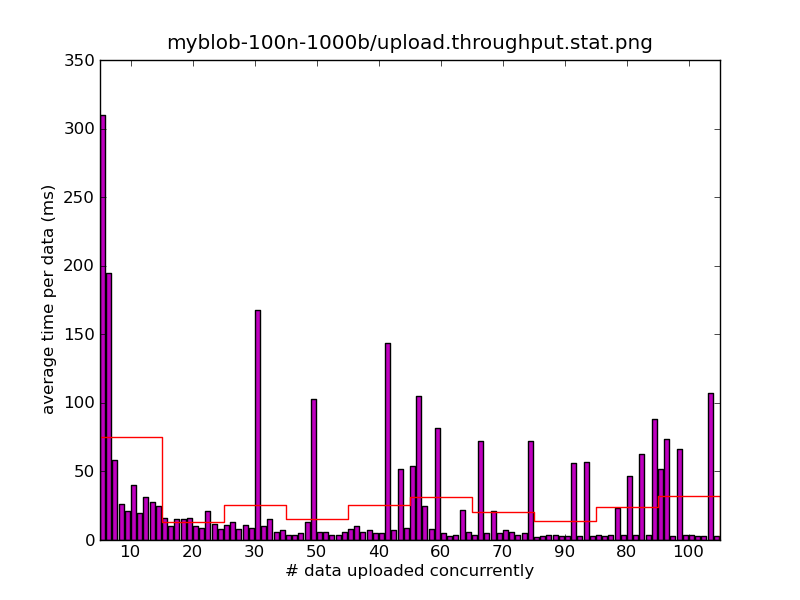 myblob-100n-1000b/upload.throughput.stat.png
350
300
250
200
150
100
50
0
average time per data (ms)
10 20 30 50 40 60 70 90 80 100
# data uploaded concurrently